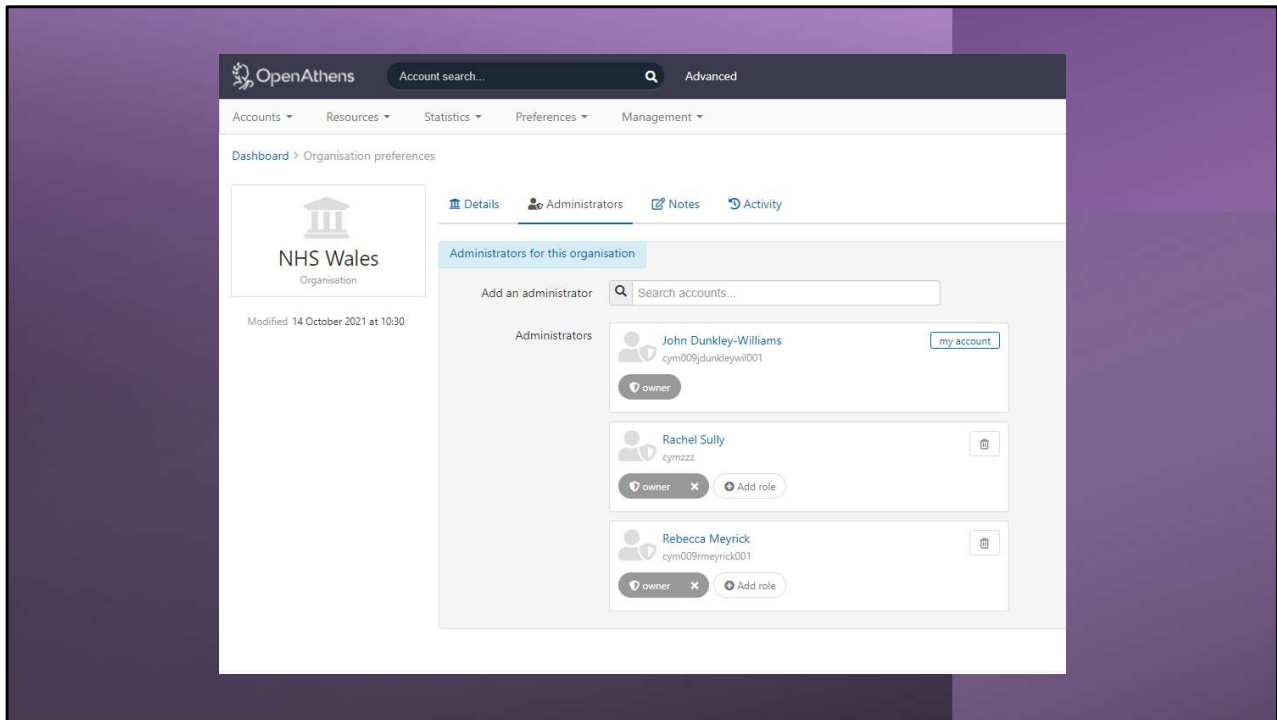 OpenAthens Account search... Advanced
Accounts Resources Statistics Preferences Management
Dashboard > Organisation preferences
Details Administrators Notes Activity
NHS Wales
Organisation
Modified 14 October 2021 at 10:30
Administrators for this organisation
Add an administrator Search accounts...
Administrators
John Dunkley-Williams my account
cym009jdunkleywil001
owner
Rachel Sully
cymzzz
owner Add role
Rebecca Meyrick
cym009rmeyrick001
owner Add role